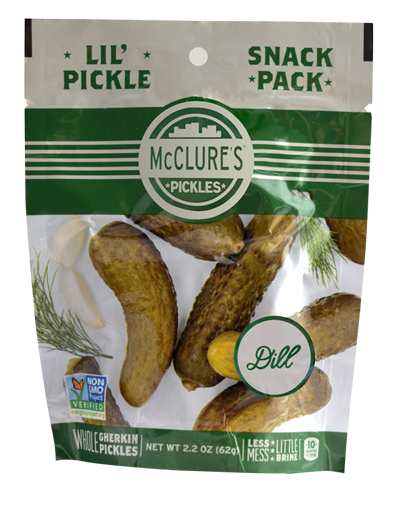 LIL' PICKLE
SNACK PACK
McCLURE'S
PICKLES
Dill
NON GMO Project
VERIFIED
WHOLE GHERKIN PICKLES
NET WT 2.2 OZ (62g)
LESS MESS LITTLE BRINE
10